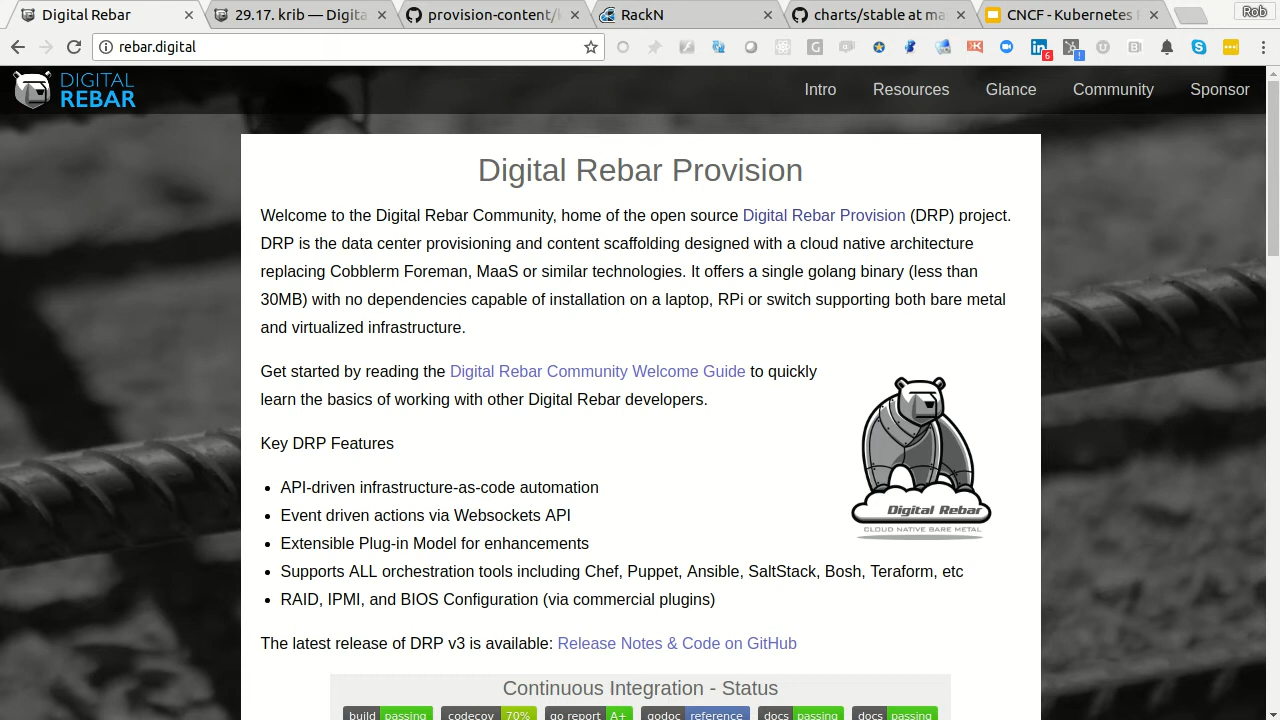 Digital Rebar
29.17. krib — Digita
provision-content/k
RackN
charts/stable at ma
CNCF - Kubernetes
Rob
rebar.digital
DIGITAL
REBAR
Intro
Resources
Glance
Community
Sponsor
Digital Rebar Provision
Welcome to the Digital Rebar Community, home of the open source Digital Rebar Provision (DRP) project.
DRP is the data center provisioning and content scaffolding designed with a cloud native architecture
replacing Cobblerm Foreman, MaaS or similar technologies. It offers a single golang binary (less than
30MB) with no dependencies capable of installation on a laptop, RPi or switch supporting both bare metal
and virtualized infrastructure.
Get started by reading the Digital Rebar Community Welcome Guide to quickly
learn the basics of working with other Digital Rebar developers.
Key DRP Features
• API-driven infrastructure-as-code automation
• Event driven actions via Websockets API
• Extensible Plug-in Model for enhancements
• Supports ALL orchestration tools including Chef, Puppet, Ansible, SaltStack, Bosh, Teraform, etc
• RAID, IPMI, and BIOS Configuration (via commercial plugins)
Digital Rebar
CLOUD NATIVE BARE METAL
The latest release of DRP v3 is available: Release Notes & Code on GitHub
Continuous Integration - Status
build passing
codecov 70%
go report A+
godoc reference
docs passing
docs passing